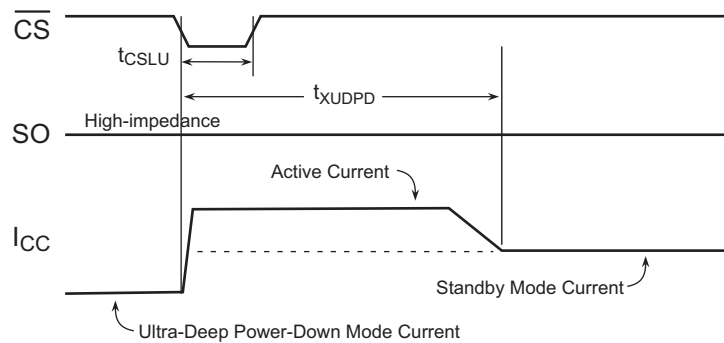 CS
tCSLU
tXUDPD
High-impedance
SO
Active Current
ICC
Standby Mode Current
Ultra-Deep Power-Down Mode Current